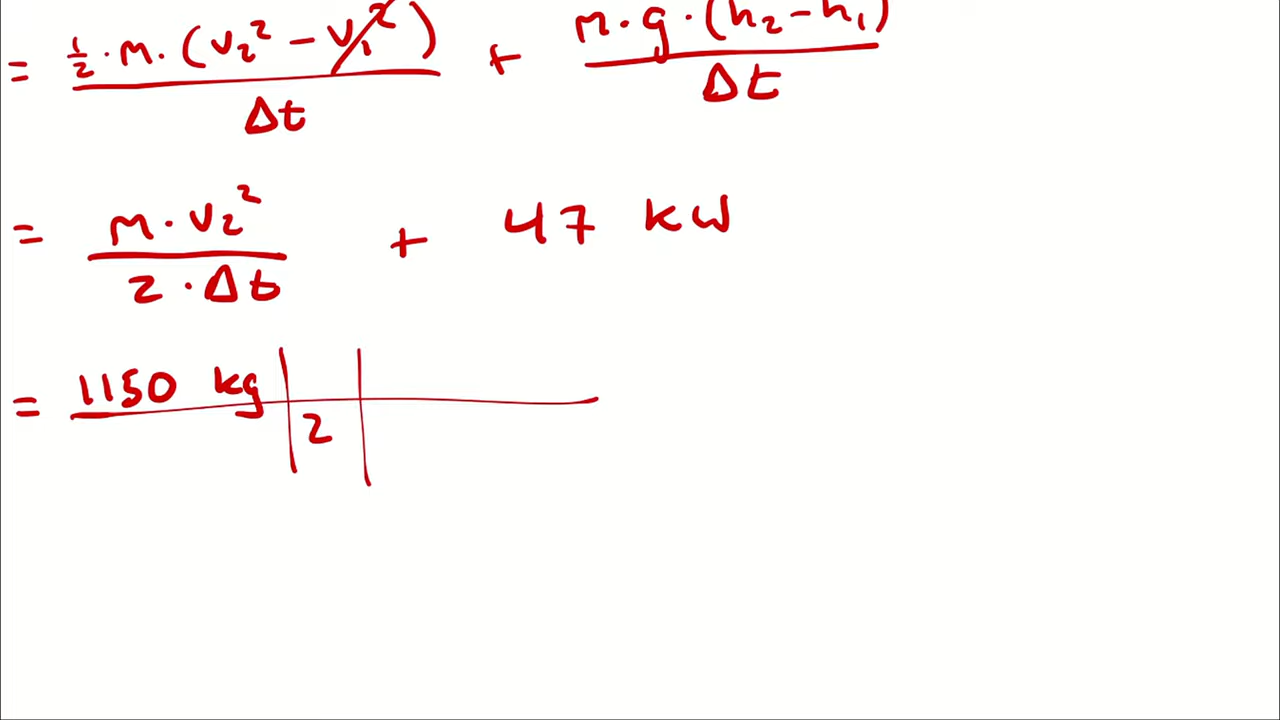 = ½ · m · (v₂² − v₁²) / Δt + m · g · (h₂ − h₁) / Δt
= m · v₂² / 2 · Δt + 47 kW
= 1150 kg | 2 |